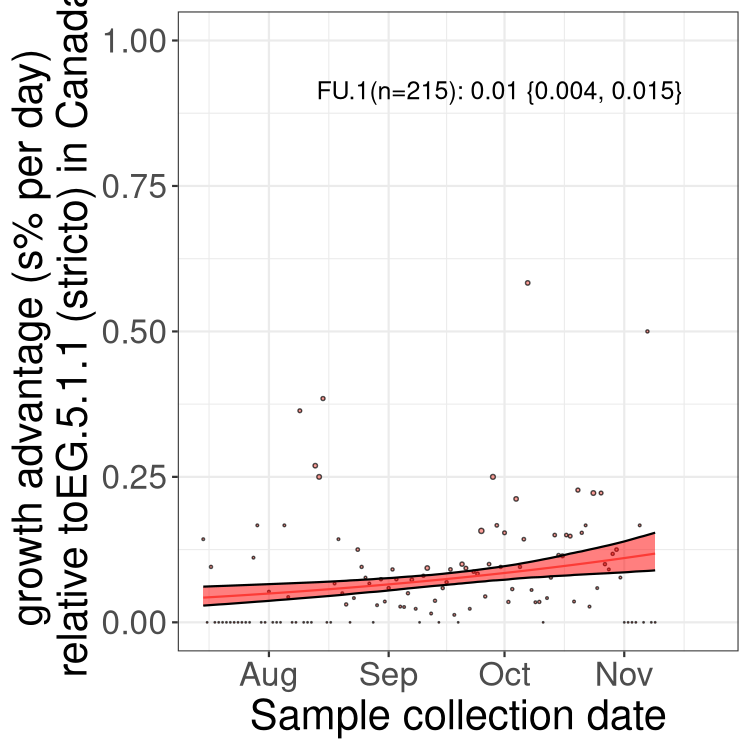 growth advantage (s% per day)
relative toEG.5.1.1 (stricto) in Canada
1.00
0.75
0.50
0.25
0.00
FU.1(n=215): 0.01 {0.004, 0.015}
Aug Sep Oct Nov
Sample collection date